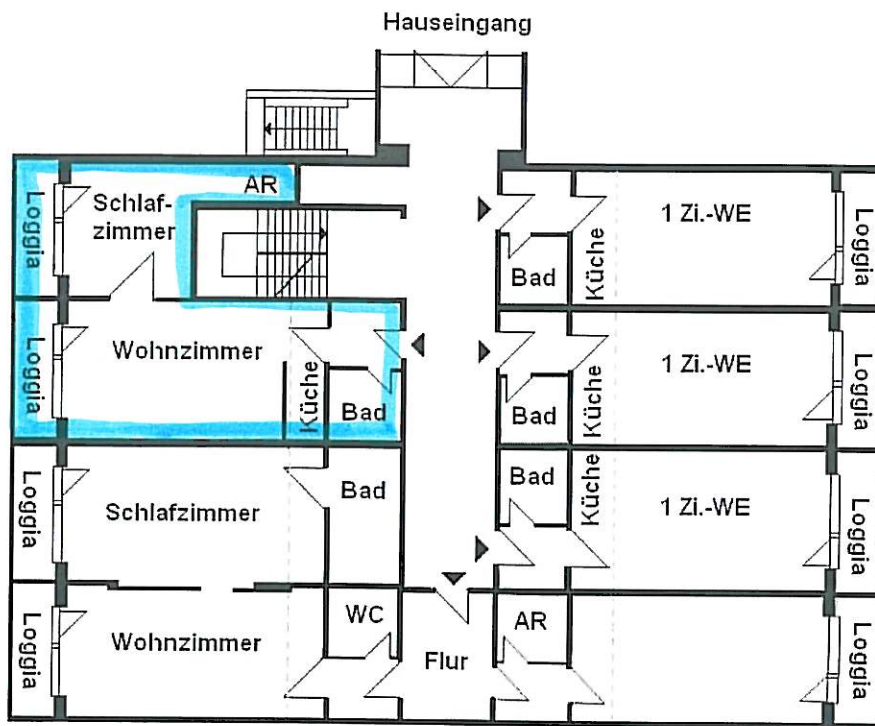 Hauseingang
AR
Loggia
Schlaf-
zimmer
1 Zi.-WE
Loggia
Bad
Küche
Loggia
Wohnzimmer
Küche
Bad
1 Zi.-WE
Loggia
Bad
Küche
Loggia
Schlafzimmer
Bad
Bad
Küche
1 Zi.-WE
Loggia
Loggia
Wohnzimmer
WC
Flur
AR
Loggia